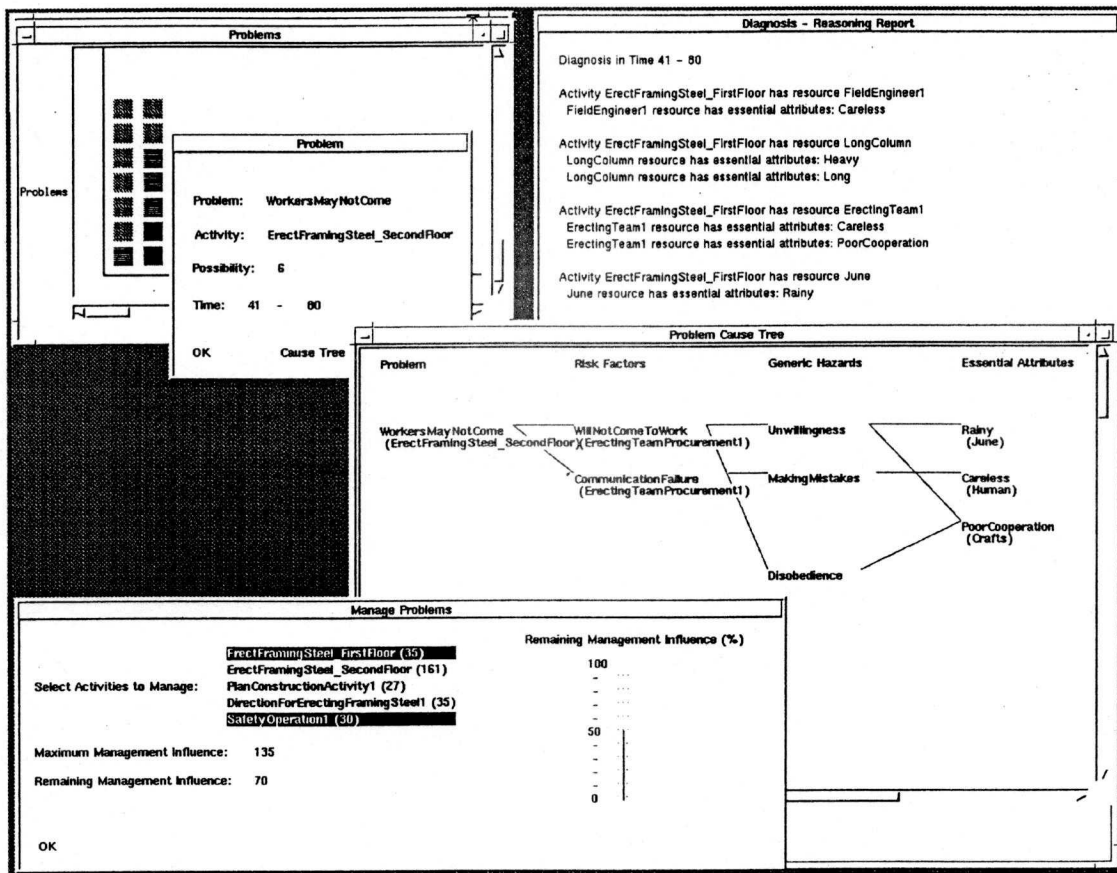 Problems
Problems
Problem
Problem: WorkersMayNotCome
Activity: ErectFramingSteel_SecondFloor
Possibility: 6
Time: 41 - 80
OK Cause Tree
Diagnosis - Reasoning Report
Diagnosis in Time 41 - 80
Activity ErectFramingSteel_FirstFloor has resource FieldEngineer1
FieldEngineer1 resource has essential attributes: Careless
Activity ErectFramingSteel_FirstFloor has resource LongColumn
LongColumn resource has essential attributes: Heavy
LongColumn resource has essential attributes: Long
Activity ErectFramingSteel_FirstFloor has resource ErectingTeam1
ErectingTeam1 resource has essential attributes: Careless
ErectingTeam1 resource has essential attributes: PoorCooperation
Activity ErectFramingSteel_FirstFloor has resource June
June resource has essential attributes: Rainy
Problem Cause Tree
Problem Risk Factors Generic Hazards Essential Attributes
WorkersMayNotCome WillNotComeToWork Unwillingness Rainy
(ErectFramingSteel_SecondFloor)(ErectingTeamProcurement1) (June)
CommunicationFailure MakingMistakes Careless
(ErectingTeamProcurement1) (Human)
PoorCooperation
(Crafts)
Disobedience
Manage Problems
Select Activities to Manage:
ErectFramingSteel_FirstFloor (35)
ErectFramingSteel_SecondFloor (161)
PlanConstructionActivity1 (27)
DirectionForErectingFramingSteel1 (35)
SafetyOperation1 (30)
Maximum Management Influence: 135
Remaining Management Influence: 70
OK
Remaining Management Influence (%)
100
50
0